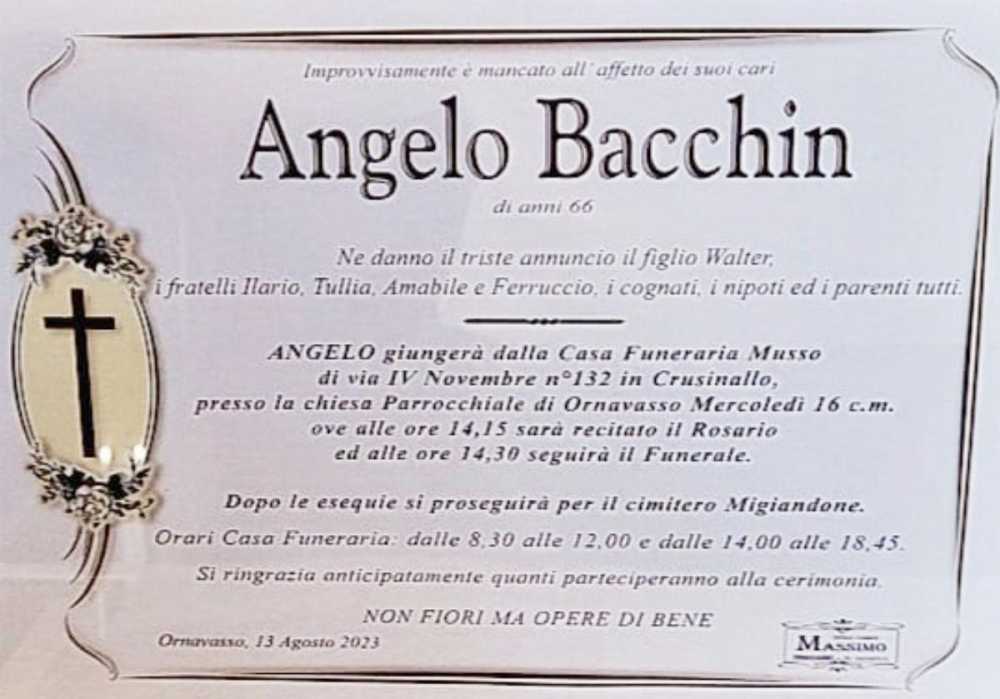 Improvvisamente è mancato all'affetto dei suoi cari
Angelo Bacchin
di anni 66
Ne danno il triste annuncio il figlio Walter,
i fratelli Ilario, Tullia, Amabile e Ferruccio, i cognati, i nipoti ed i parenti tutti.
ANGELO giungerà dalla Casa Funeraria Musso
di via IV Novembre n°132 in Crusinallo,
presso la chiesa Parrocchiale di Ornavasso Mercoledì 16 c.m.
ove alle ore 14,15 sarà recitato il Rosario
ed alle ore 14,30 seguirà il Funerale.
Dopo le esequie si proseguirà per il cimitero Migiandone.
Orari Casa Funeraria: dalle 8,30 alle 12,00 e dalle 14,00 alle 18,45.
Si ringrazia anticipatamente quanti parteciperanno alla cerimonia.
NON FIORI MA OPERE DI BENE
Ornavasso, 13 Agosto 2023
MASSIMO